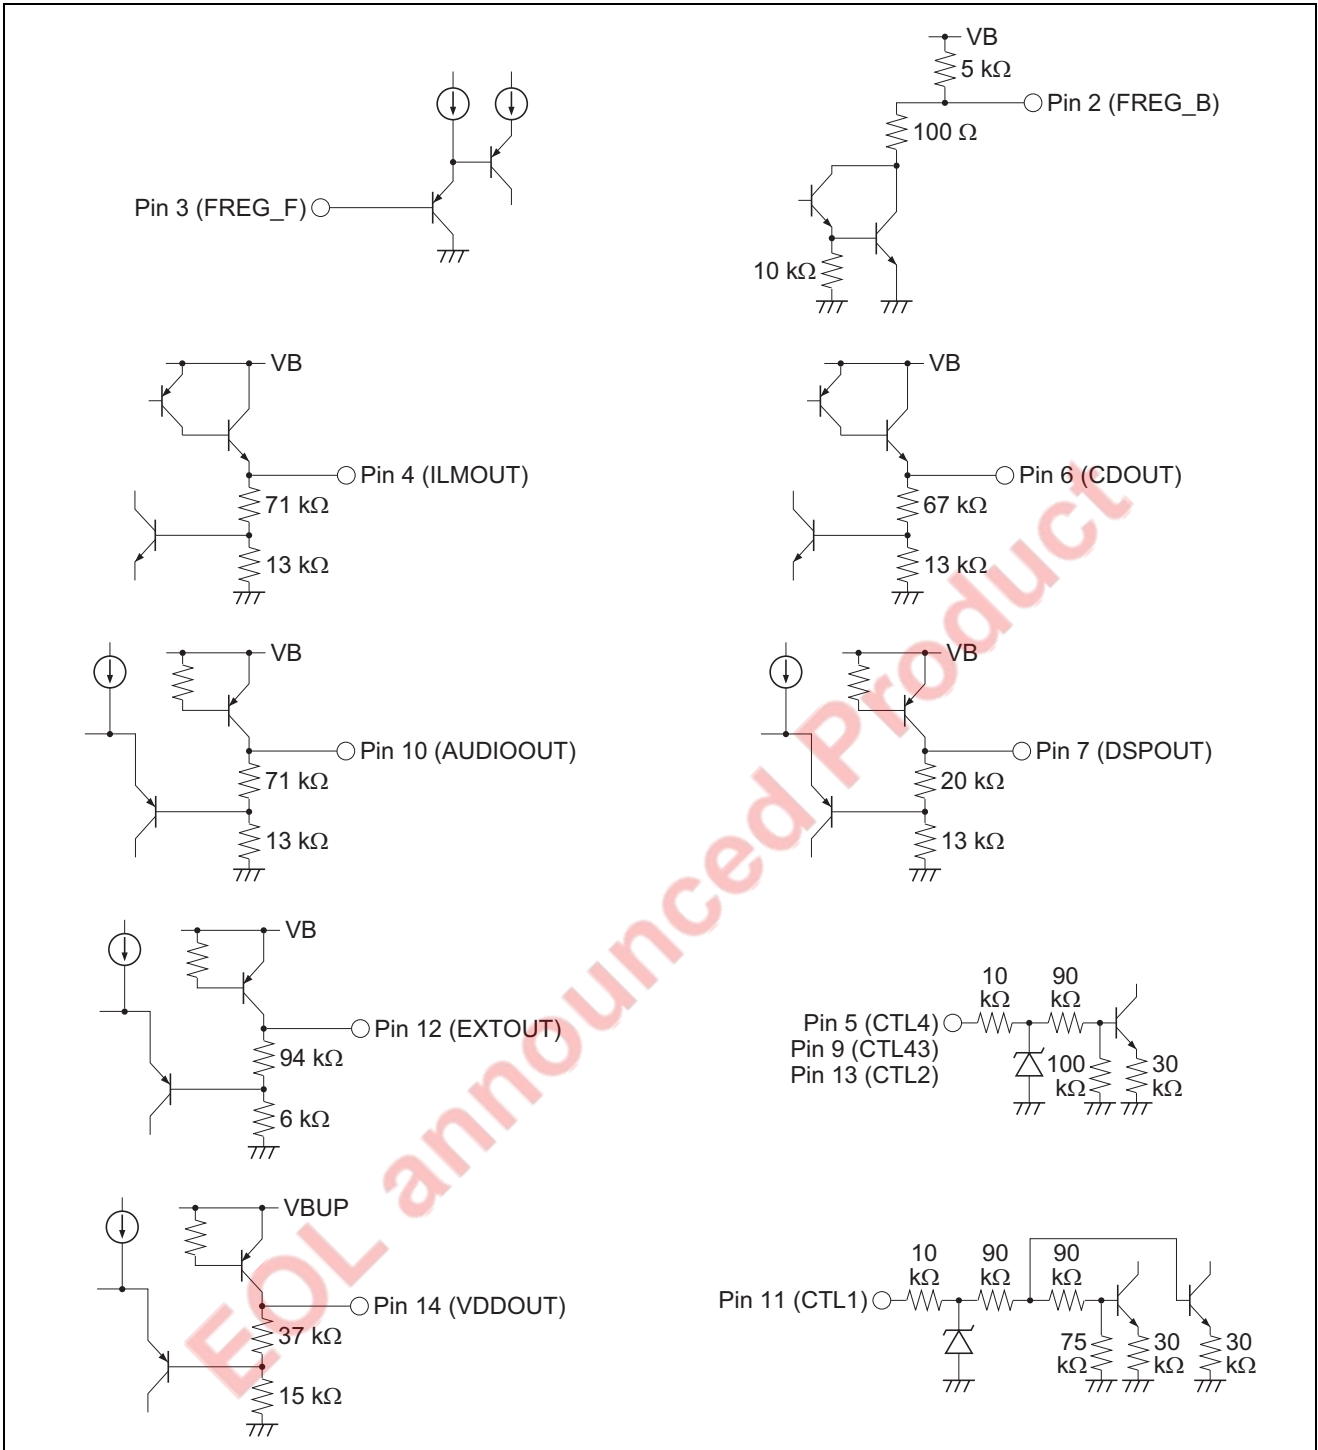 VB
5 kΩ
Pin 2 (FREG_B)
100 Ω
Pin 3 (FREG_F)
10 kΩ
VB
Pin 4 (ILMOUT)
71 kΩ
13 kΩ
VB
Pin 6 (CDOUT)
67 kΩ
13 kΩ
VB
Pin 10 (AUDIOOUT)
71 kΩ
13 kΩ
VB
Pin 7 (DSPOUT)
20 kΩ
13 kΩ
VB
Pin 12 (EXTOUT)
94 kΩ
6 kΩ
10 kΩ
90 kΩ
Pin 5 (CTL4)
Pin 9 (CTL43)
Pin 13 (CTL2)
100 kΩ
30 kΩ
VBUP
Pin 14 (VDDOUT)
37 kΩ
15 kΩ
10 kΩ
90 kΩ
90 kΩ
Pin 11 (CTL1)
75 kΩ
30 kΩ
30 kΩ
EOL announced Product